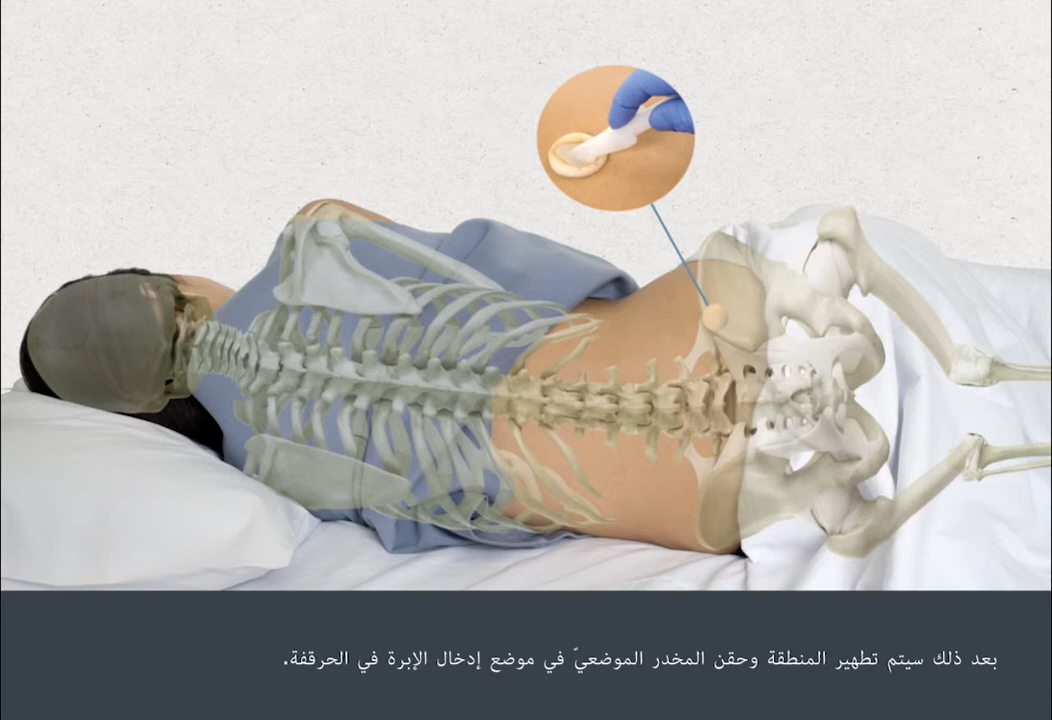 بعد ذلك سيتم تطهير المنطقة وحقن المخدر الموضعيّ في موضع إدخال الإبرة في الحرقفة.